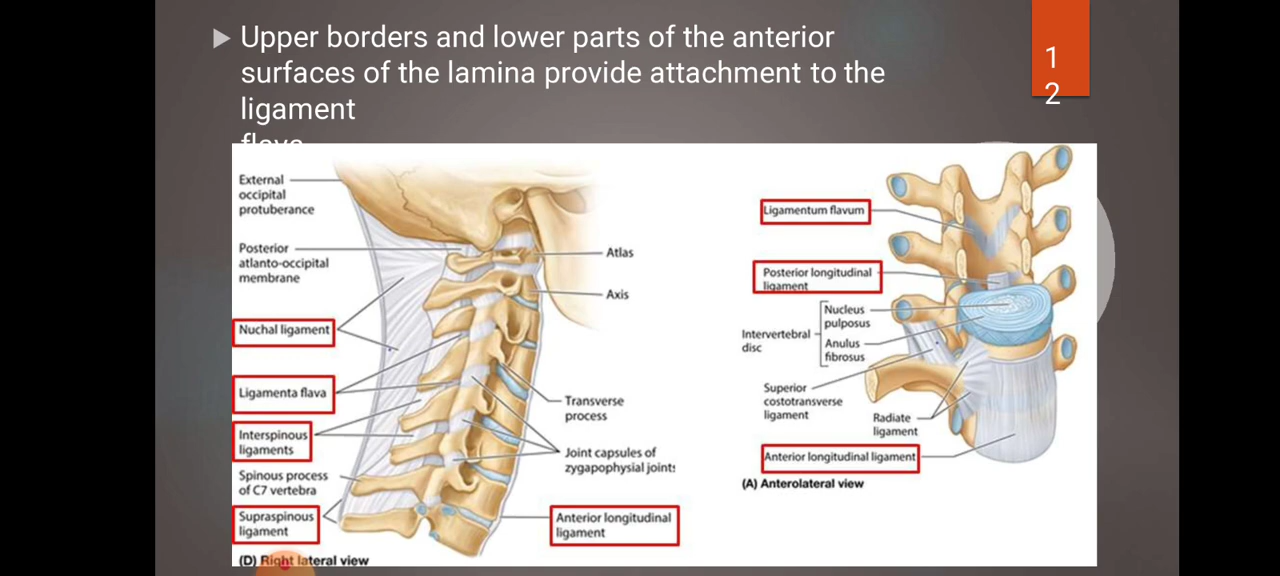 Upper borders and lower parts of the anterior
surfaces of the lamina provide attachment to the
ligament
flava
1
2
External
occipital
protuberance
Posterior
atlanto-occipital
membrane
Nuchal ligament
Ligamenta flava
Interspinous
ligaments
Spinous process
of C7 vertebra
Supraspinous
ligament
(D) Right lateral view
Atlas
Axis
Transverse
process
Joint capsules of
zygapophysial joints
Anterior longitudinal
ligament
Ligamentum flavum
Posterior longitudinal
ligament
Nucleus
pulposus
Intervertebral
disc
Anulus
fibrosus
Superior
costotransverse
ligament
Radiate
ligament
Anterior longitudinal ligament
(A) Anterolateral view